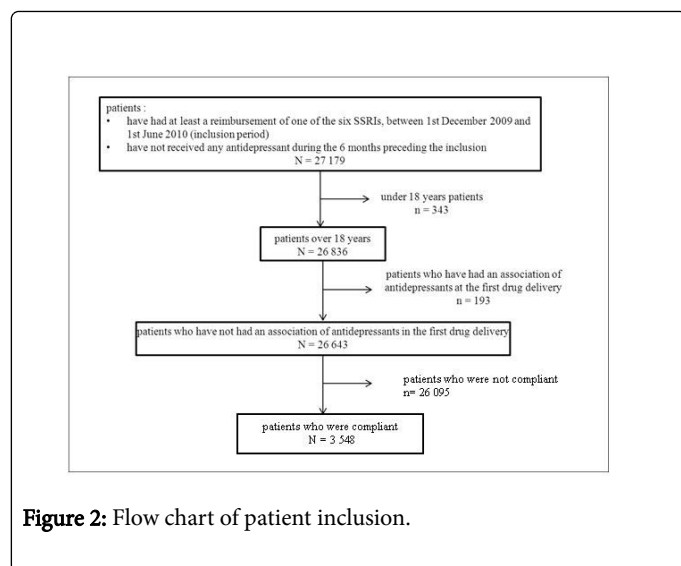 patients :
• have had at least a reimbursement of one of the six SSRIs, between 1st December 2009 and
1st June 2010 (inclusion period)
• have not received any antidepressant during the 6 months preceding the inclusion
N = 27 179
under 18 years patients
n = 343
patients over 18 years
N = 26 836
patients who have had an association of
antidepressants at the first drug delivery
n = 193
patients who have not had an association of antidepressants in the first drug delivery
N = 26 643
patients who were not compliant
n= 26 095
patients who were compliant
N = 3 548
Figure 2: Flow chart of patient inclusion.